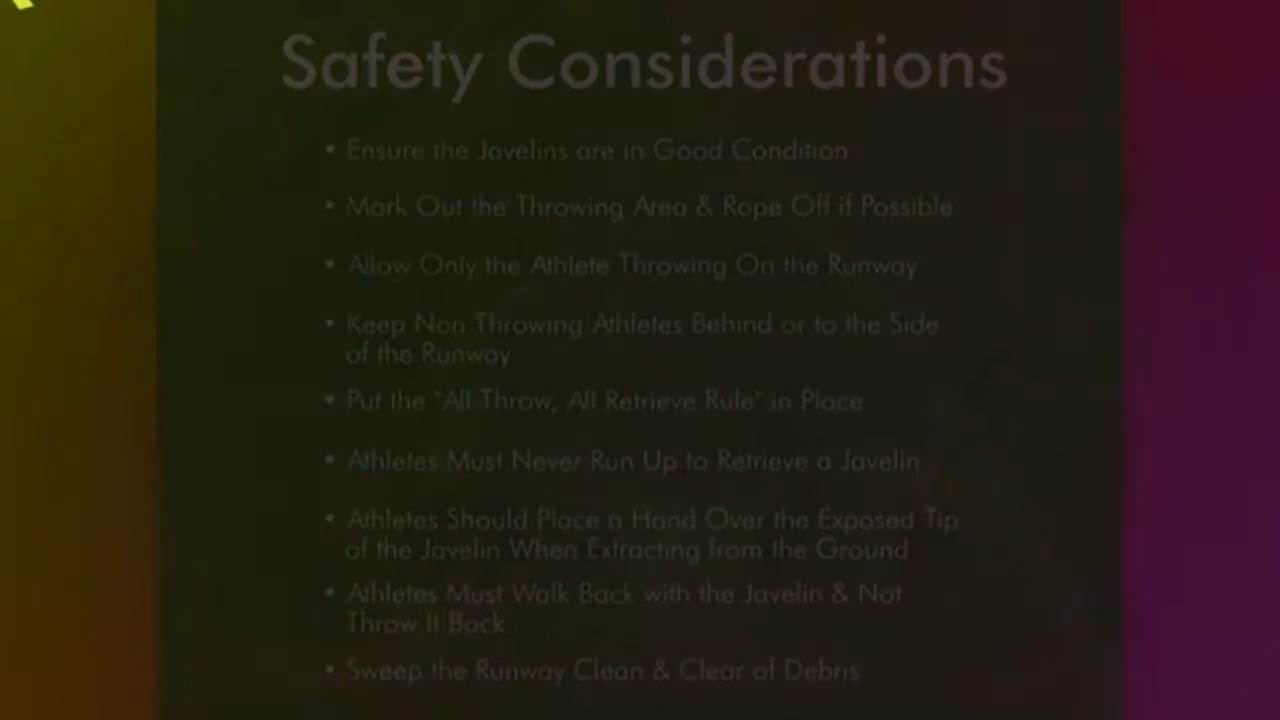 Safety Considerations
• Ensure the Javelins are in Good Condition
• Mark Out the Throwing Area & Rope Off if Possible
• Allow Only the Athlete Throwing On the Runway
• Keep Non Throwing Athletes Behind or to the Side
of the Runway
• Put the "All Throw, All Retrieve Rule" in Place
• Athletes Must Never Run Up to Retrieve a Javelin
• Athletes Should Place a Hand Over the Exposed Tip
of the Javelin When Extracting from the Ground
• Athletes Must Walk Back with the Javelin & Not
Throw It Back
• Sweep the Runway Clean & Clear of Debris